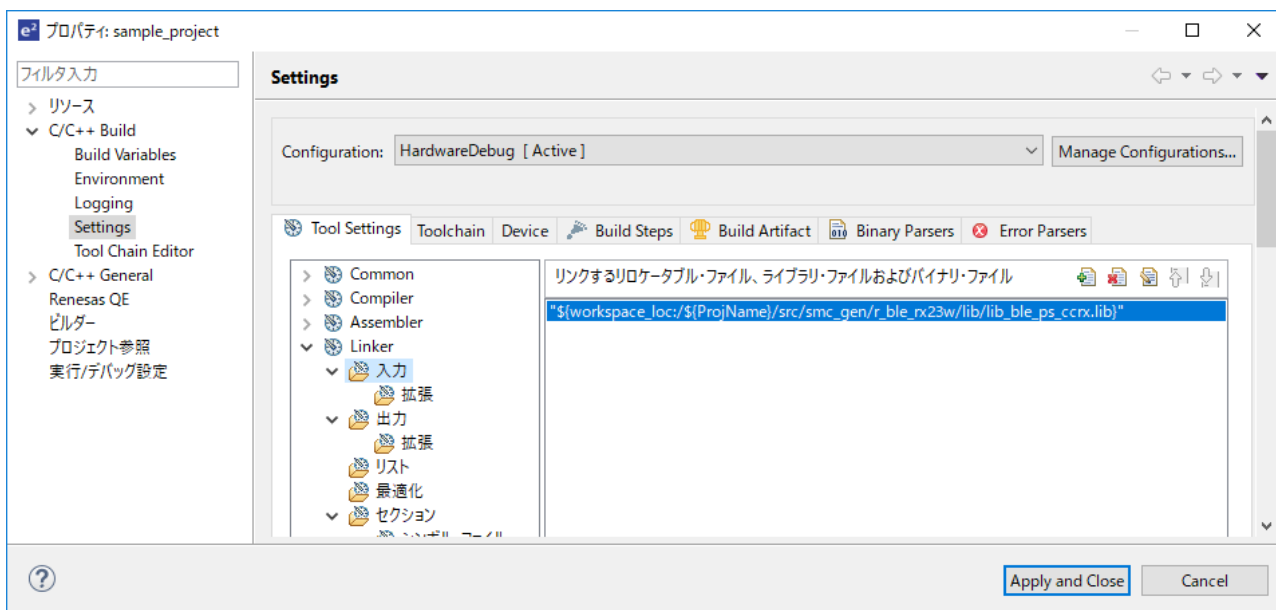 e² プロパティ: sample_project
フィルタ入力
リソース
C/C++ Build
Build Variables
Environment
Logging
Settings
Tool Chain Editor
C/C++ General
Renesas QE
ビルダー
プロジェクト参照
実行/デバッグ設定
Settings
Configuration: HardwareDebug [ Active ] Manage Configurations...
Tool Settings Toolchain Device Build Steps Build Artifact Binary Parsers Error Parsers
Common
Compiler
Assembler
Linker
入力
拡張
出力
拡張
リスト
最適化
セクション
リンクするリロケータブル・ファイル、ライブラリ・ファイルおよびバイナリ・ファイル
"${workspace_loc:/${ProjName}/src/smc_gen/r_ble_rx23w/lib/lib_ble_ps_ccrx.lib}"
? Apply and Close Cancel